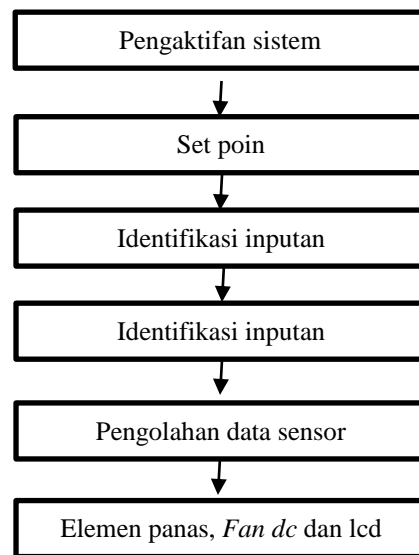 Pengaktifan sistem
Set poin
Identifikasi inputan
Identifikasi inputan
Pengolahan data sensor
Elemen panas, Fan dc dan lcd